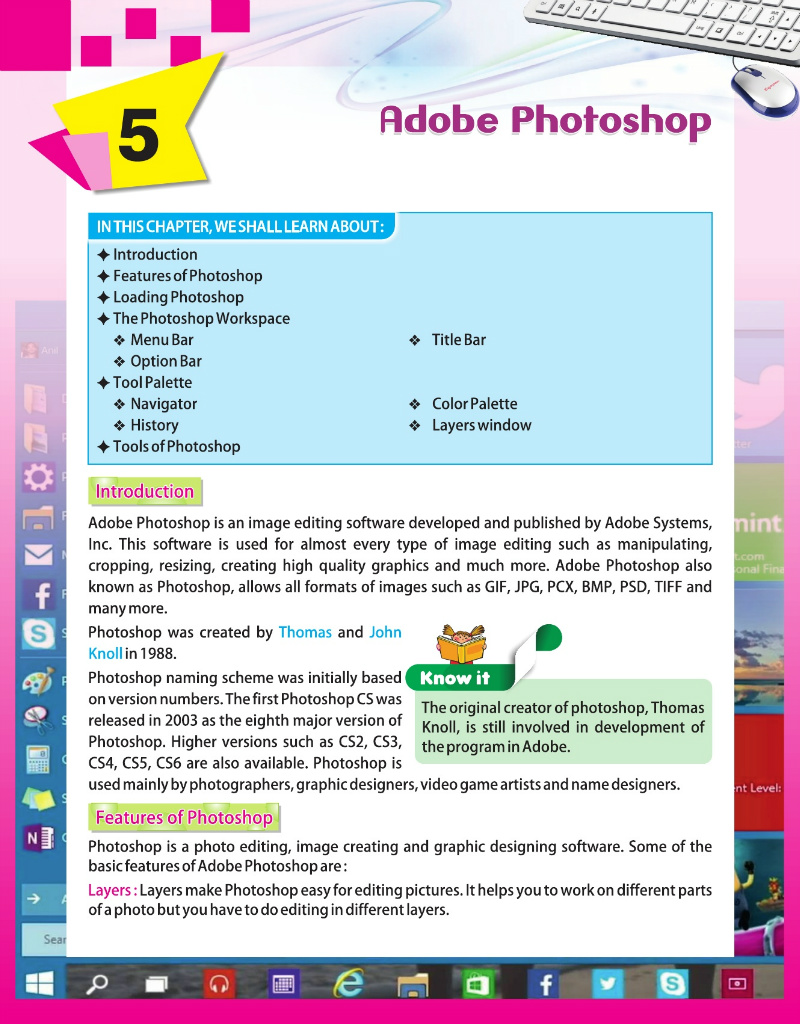 5
Adobe Photoshop
IN THIS CHAPTER, WE SHALL LEARN ABOUT :
✦ Introduction
✦ Features of Photoshop
✦ Loading Photoshop
✦ The Photoshop Workspace
❖ Menu Bar ❖ Title Bar
❖ Option Bar
✦ Tool Palette
❖ Navigator ❖ Color Palette
❖ History ❖ Layers window
✦ Tools of Photoshop
Introduction
Adobe Photoshop is an image editing software developed and published by Adobe Systems,
Inc. This software is used for almost every type of image editing such as manipulating,
cropping, resizing, creating high quality graphics and much more. Adobe Photoshop also
known as Photoshop, allows all formats of images such as GIF, JPG, PCX, BMP, PSD, TIFF and
many more.
Photoshop was created by Thomas and John
Knoll in 1988.
Photoshop naming scheme was initially based
on version numbers. The first Photoshop CS was
released in 2003 as the eighth major version of
Photoshop. Higher versions such as CS2, CS3,
CS4, CS5, CS6 are also available. Photoshop is
used mainly by photographers, graphic designers, video game artists and name designers.
Know it
The original creator of photoshop, Thomas
Knoll, is still involved in development of
the program in Adobe.
Features of Photoshop
Photoshop is a photo editing, image creating and graphic designing software. Some of the
basic features of Adobe Photoshop are :
Layers : Layers make Photoshop easy for editing pictures. It helps you to work on different parts
of a photo but you have to do editing in different layers.
mint
t.com
onal Fina
nt Level:
Sear